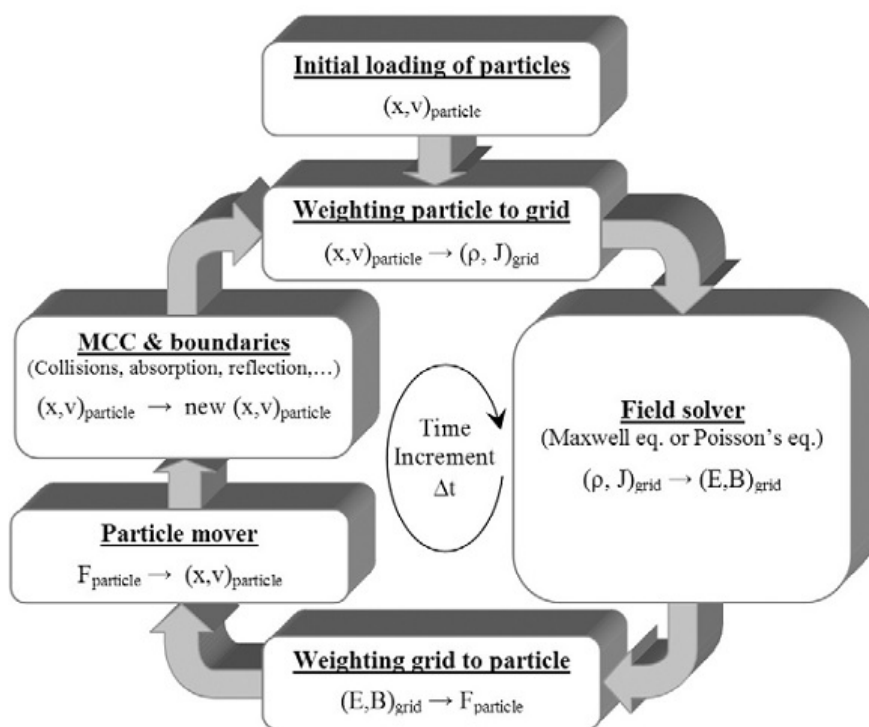 Initial loading of particles
(x,v)particle
Weighting particle to grid
(x,v)particle → (ρ, J)grid
MCC & boundaries
(Collisions, absorption, reflection,…)
(x,v)particle → new (x,v)particle
Time
Increment
Δt
Field solver
(Maxwell eq. or Poisson's eq.)
(ρ, J)grid → (E,B)grid
Particle mover
Fparticle → (x,v)particle
Weighting grid to particle
(E,B)grid → Fparticle